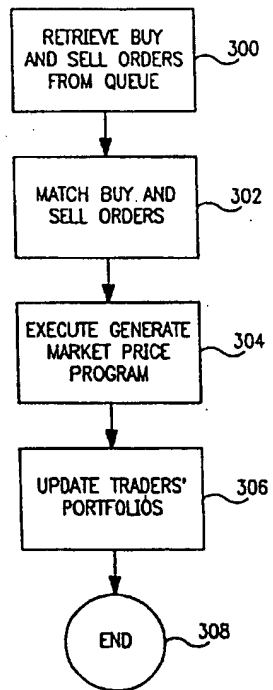 RETRIEVE BUY
AND SELL ORDERS
FROM QUEUE
300
MATCH BUY AND
SELL ORDERS
302
EXECUTE GENERATE
MARKET PRICE
PROGRAM
304
UPDATE TRADERS'
PORTFOLIOS
306
END
308